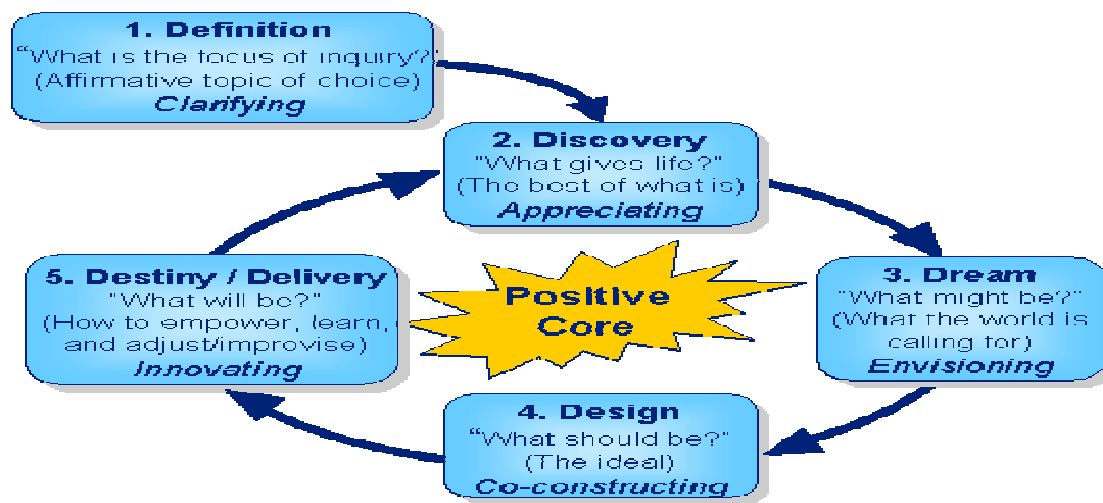 1. Definition
“What is the focus of inquiry?"
(Affirmative topic of choice)
Clarifying
2. Discovery
"What gives life?"
(The best of what is)
Appreciating
3. Dream
"What might be?"
(What the world is
calling for)
Envisioning
4. Design
“What should be?"
(The ideal)
Co-constructing
5. Destiny / Delivery
"What will be?"
(How to empower, learn,
and adjust/improvise)
Innovating
Positive
Core